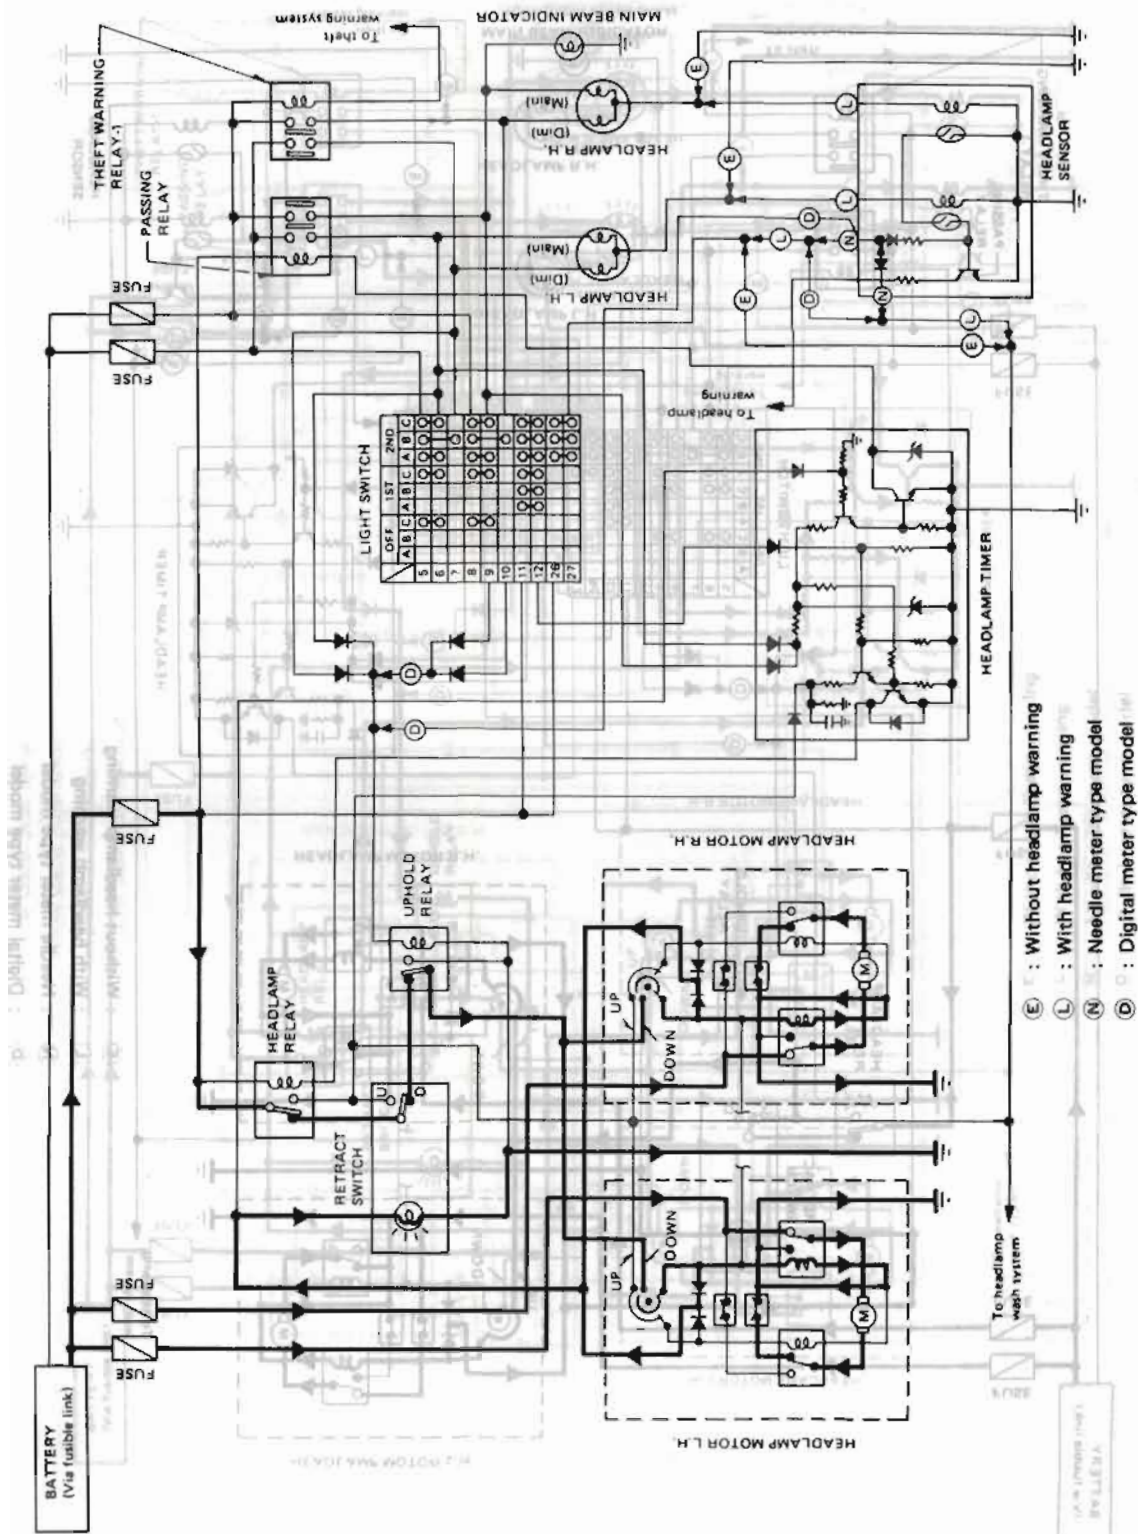 BATTERY
(Via fusible link)
FUSE
FUSE
FUSE
FUSE
FUSE
THEFT WARNING
RELAY-1
PASSING
RELAY
To theft
warning system
MAIN BEAM INDICATOR
(Main)
(Dim)
HEADLAMP R.H.
(Main)
(Dim)
HEADLAMP L.H.
HEADLAMP
SENSOR
To headlamp
warning
LIGHT SWITCH
OFF 1ST 2ND
A B C A B C A B C
5
6
7
8
9
10
11
12
26
27
HEADLAMP TIMER
HEADLAMP
RELAY
UPHOLD
RELAY
RETRACT
SWITCH
U
D
HEADLAMP MOTOR R.H.
UP
DOWN
M
HEADLAMP MOTOR L.H.
UP
DOWN
M
To headlamp
wash system
E : Without headlamp warning
L : With headlamp warning
N : Needle meter type model
D : Digital meter type model